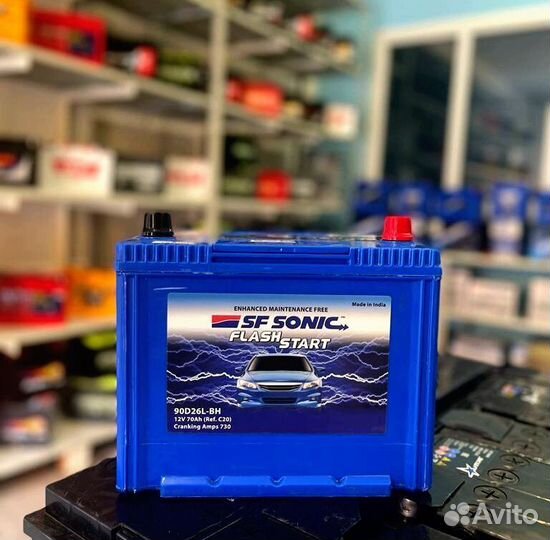 ENHANCED MAINTENANCE FREE
Made in India
SF SONIC
FLASH
START
90D26L-BH
12V 70Ah (Ref. C20)
Cranking Amps 730
Avito